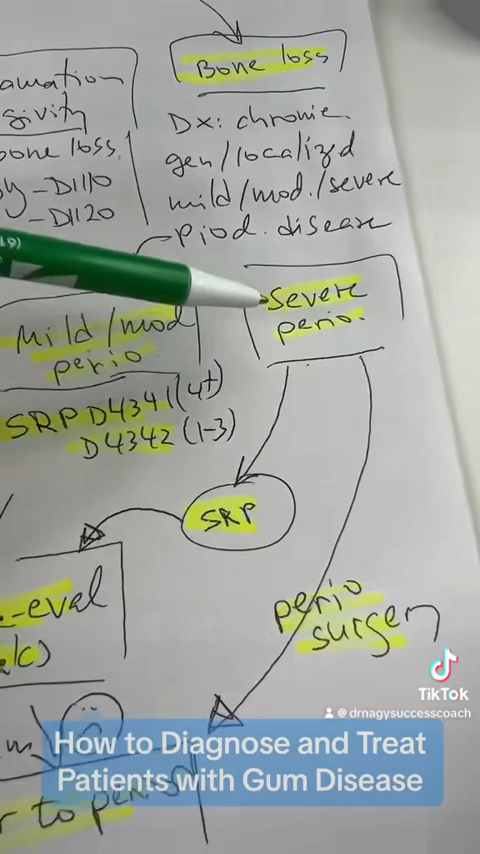 Bone loss
DX: chronic
gen/localized
mild/mod./severe
piod. disease
bone loss
D1110
D1120
severe
perio
Mild/mod
perio
SRP D4341 (4+)
D4342 (1-3)
SRP
perio
surgery
TikTok
@drnagysuccesscoach
How to Diagnose and Treat
Patients with Gum Disease